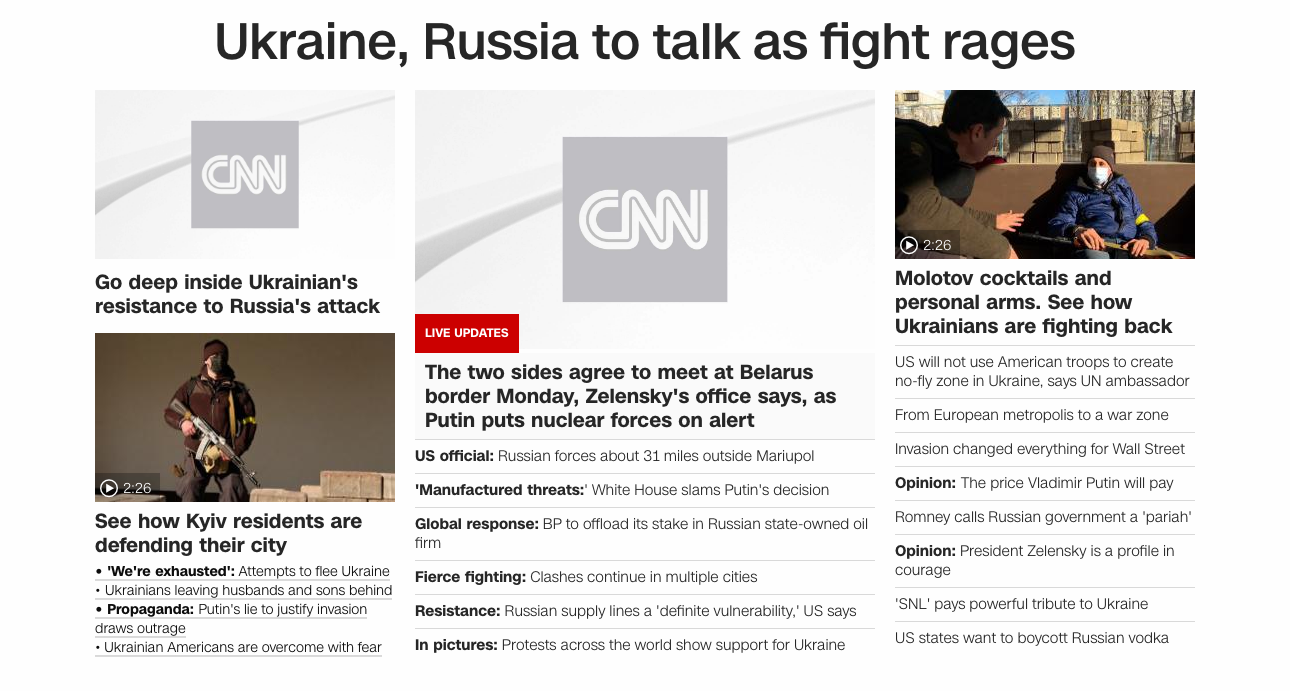 Ukraine, Russia to talk as fight rages
CNN
Go deep inside Ukrainian's
resistance to Russia's attack
2:26
See how Kyiv residents are
defending their city
• 'We're exhausted': Attempts to flee Ukraine
• Ukrainians leaving husbands and sons behind
• Propaganda: Putin's lie to justify invasion
draws outrage
• Ukrainian Americans are overcome with fear
CNN
LIVE UPDATES
The two sides agree to meet at Belarus
border Monday, Zelensky's office says, as
Putin puts nuclear forces on alert
US official: Russian forces about 31 miles outside Mariupol
'Manufactured threats:' White House slams Putin's decision
Global response: BP to offload its stake in Russian state-owned oil
firm
Fierce fighting: Clashes continue in multiple cities
Resistance: Russian supply lines a 'definite vulnerability,' US says
In pictures: Protests across the world show support for Ukraine
2:26
Molotov cocktails and
personal arms. See how
Ukrainians are fighting back
US will not use American troops to create
no-fly zone in Ukraine, says UN ambassador
From European metropolis to a war zone
Invasion changed everything for Wall Street
Opinion: The price Vladimir Putin will pay
Romney calls Russian government a 'pariah'
Opinion: President Zelensky is a profile in
courage
'SNL' pays powerful tribute to Ukraine
US states want to boycott Russian vodka